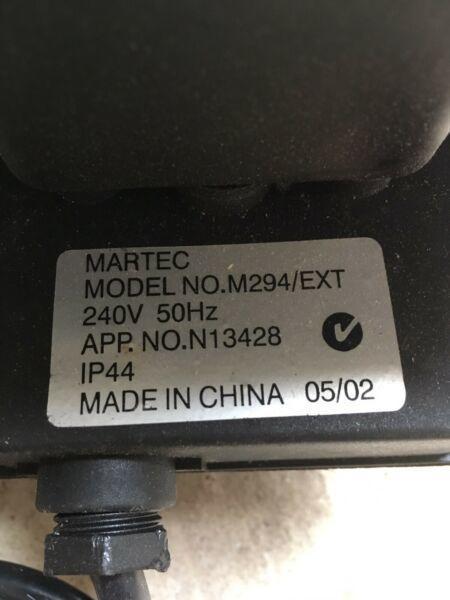 MARTEC
MODEL NO.M294/EXT
240V 50Hz
APP. NO.N13428
IP44
MADE IN CHINA 05/02